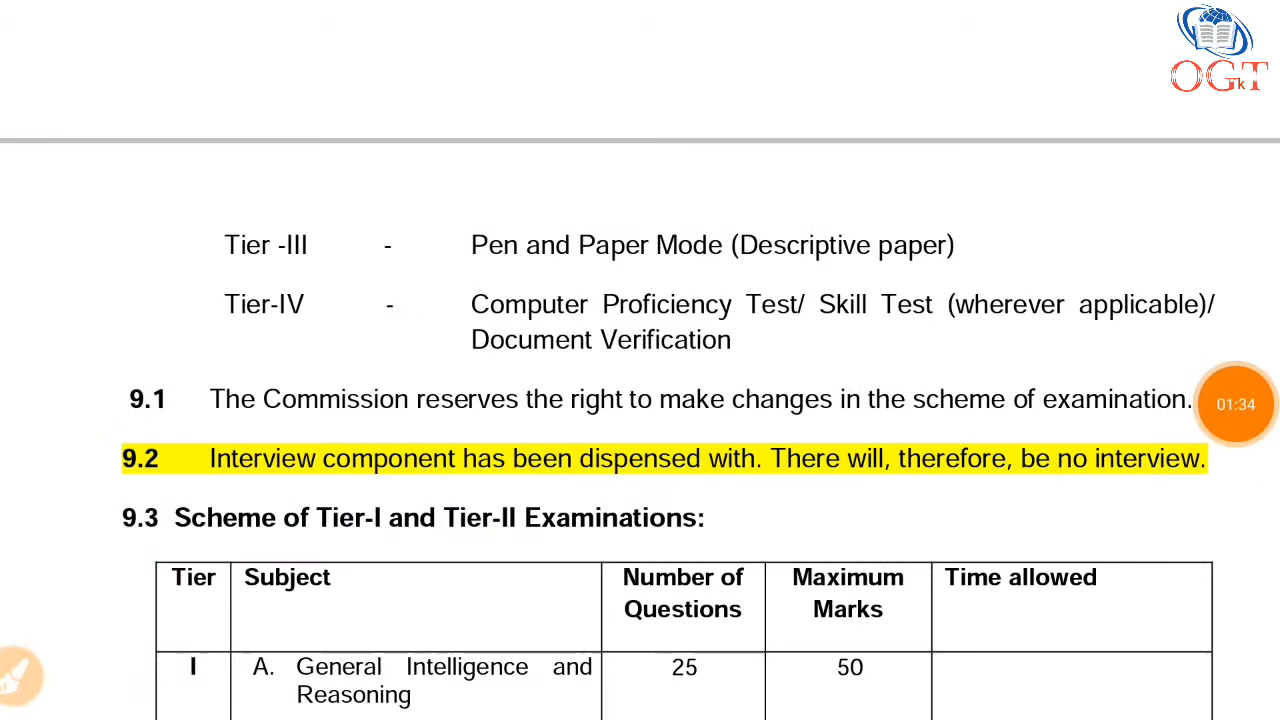 OGT
k
Tier -III - Pen and Paper Mode (Descriptive paper)
Tier-IV - Computer Proficiency Test/ Skill Test (wherever applicable)/
Document Verification
9.1 The Commission reserves the right to make changes in the scheme of examination.
01:34
9.2 Interview component has been dispensed with. There will, therefore, be no interview.
9.3 Scheme of Tier-I and Tier-II Examinations:
Tier Subject Number of Maximum Time allowed
Questions Marks
I A. General Intelligence and 25 50
Reasoning